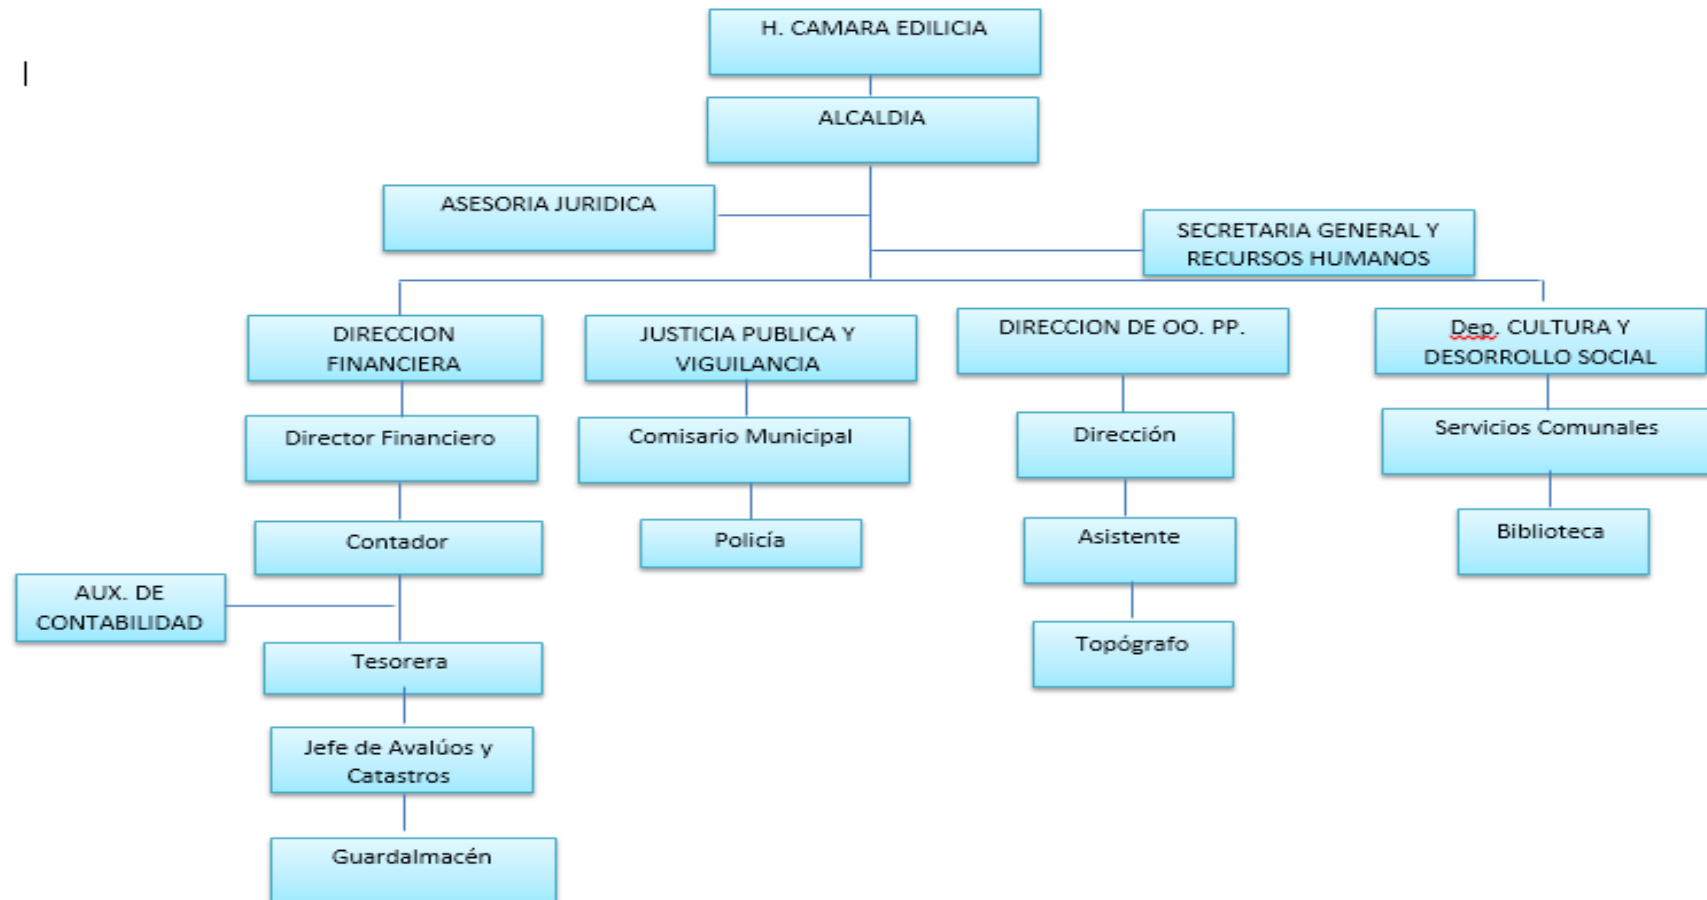 H. CAMARA EDILICIA
ALCALDIA
ASESORIA JURIDICA
SECRETARIA GENERAL Y
RECURSOS HUMANOS
DIRECCION
FINANCIERA
JUSTICIA PUBLICA Y
VIGUILANCIA
DIRECCION DE OO. PP.
Dep. CULTURA Y
DESORROLLO SOCIAL
Director Financiero
Comisario Municipal
Dirección
Servicios Comunales
Contador
Policía
Asistente
Biblioteca
AUX. DE
CONTABILIDAD
Tesorera
Topógrafo
Jefe de Avalúos y
Catastros
Guardalmacén